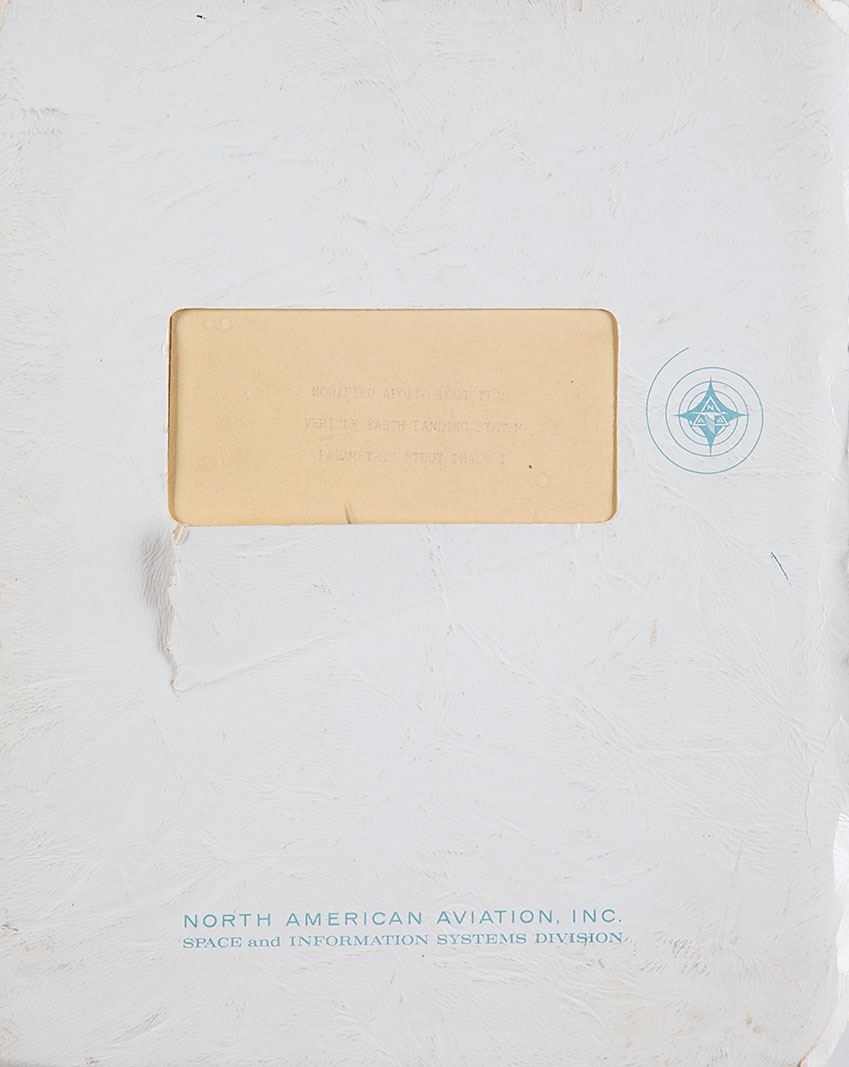 MODIFIED APOLLO LOGISTICS
VEHICLE EARTH LANDING SYSTEM
PARAMETRIC STUDY PHASE I
NAA
NORTH AMERICAN AVIATION, INC.
SPACE and INFORMATION SYSTEMS DIVISION